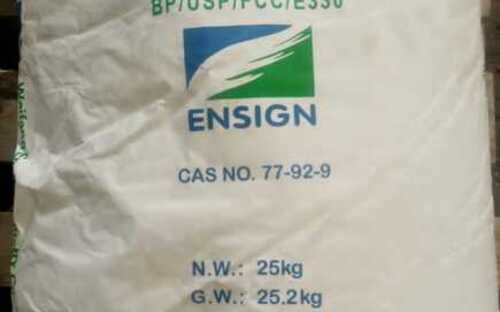 BP/USP/FCC/E330
ENSIGN
CAS NO. 77-92-9
N.W.: 25kg
G.W.: 25.2kg